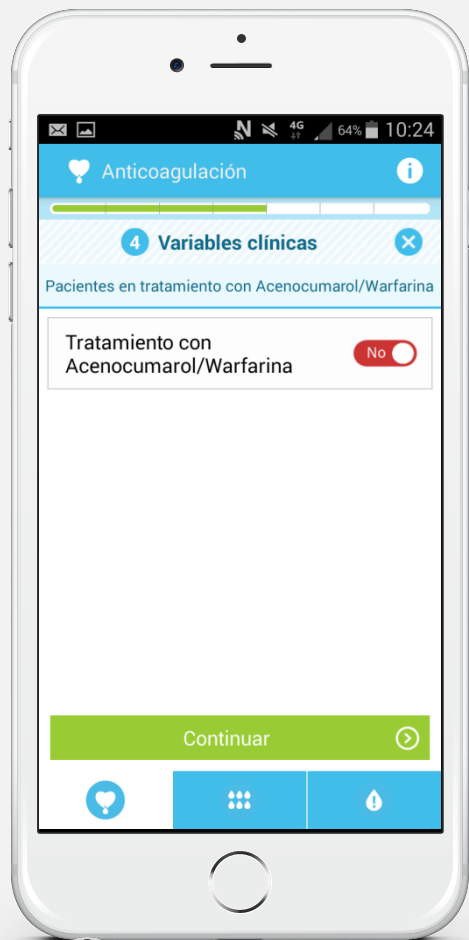 4G 64% 10:24
Anticoagulación
4 Variables clínicas
Pacientes en tratamiento con Acenocumarol/Warfarina
Tratamiento con
Acenocumarol/Warfarina
No
Continuar